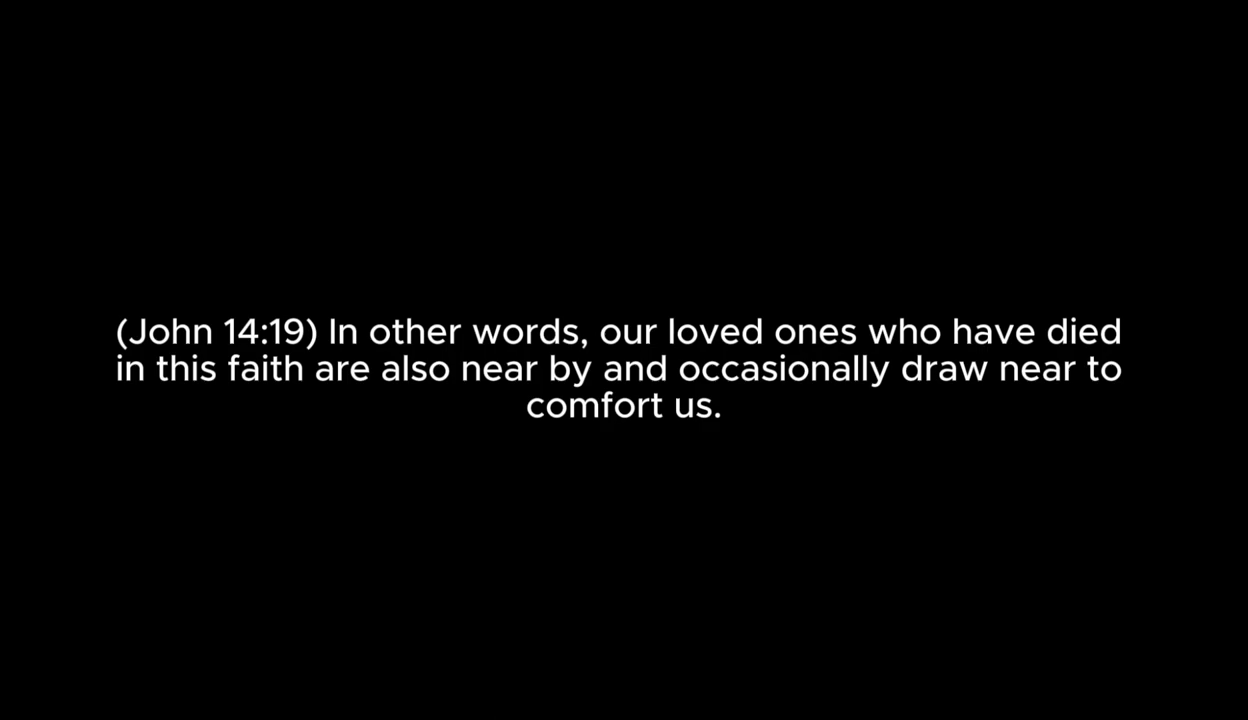 (John 14:19) In other words, our loved ones who have died
in this faith are also near by and occasionally draw near to
comfort us.